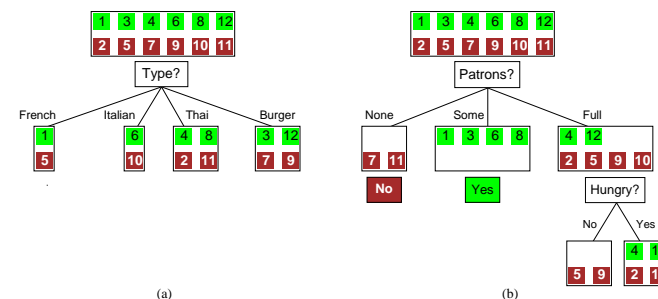 1 3 4 6 8 12
2 5 7 9 10 11
Type?
French Italian Thai Burger
1 6 4 8 3 12
5 10 2 11 7 9
(a)
1 3 4 6 8 12
2 5 7 9 10 11
Patrons?
None Some Full
1 3 6 8 4 12
7 11 2 5 9 10
No Yes Hungry?
No Yes
4
5 9 2
(b)